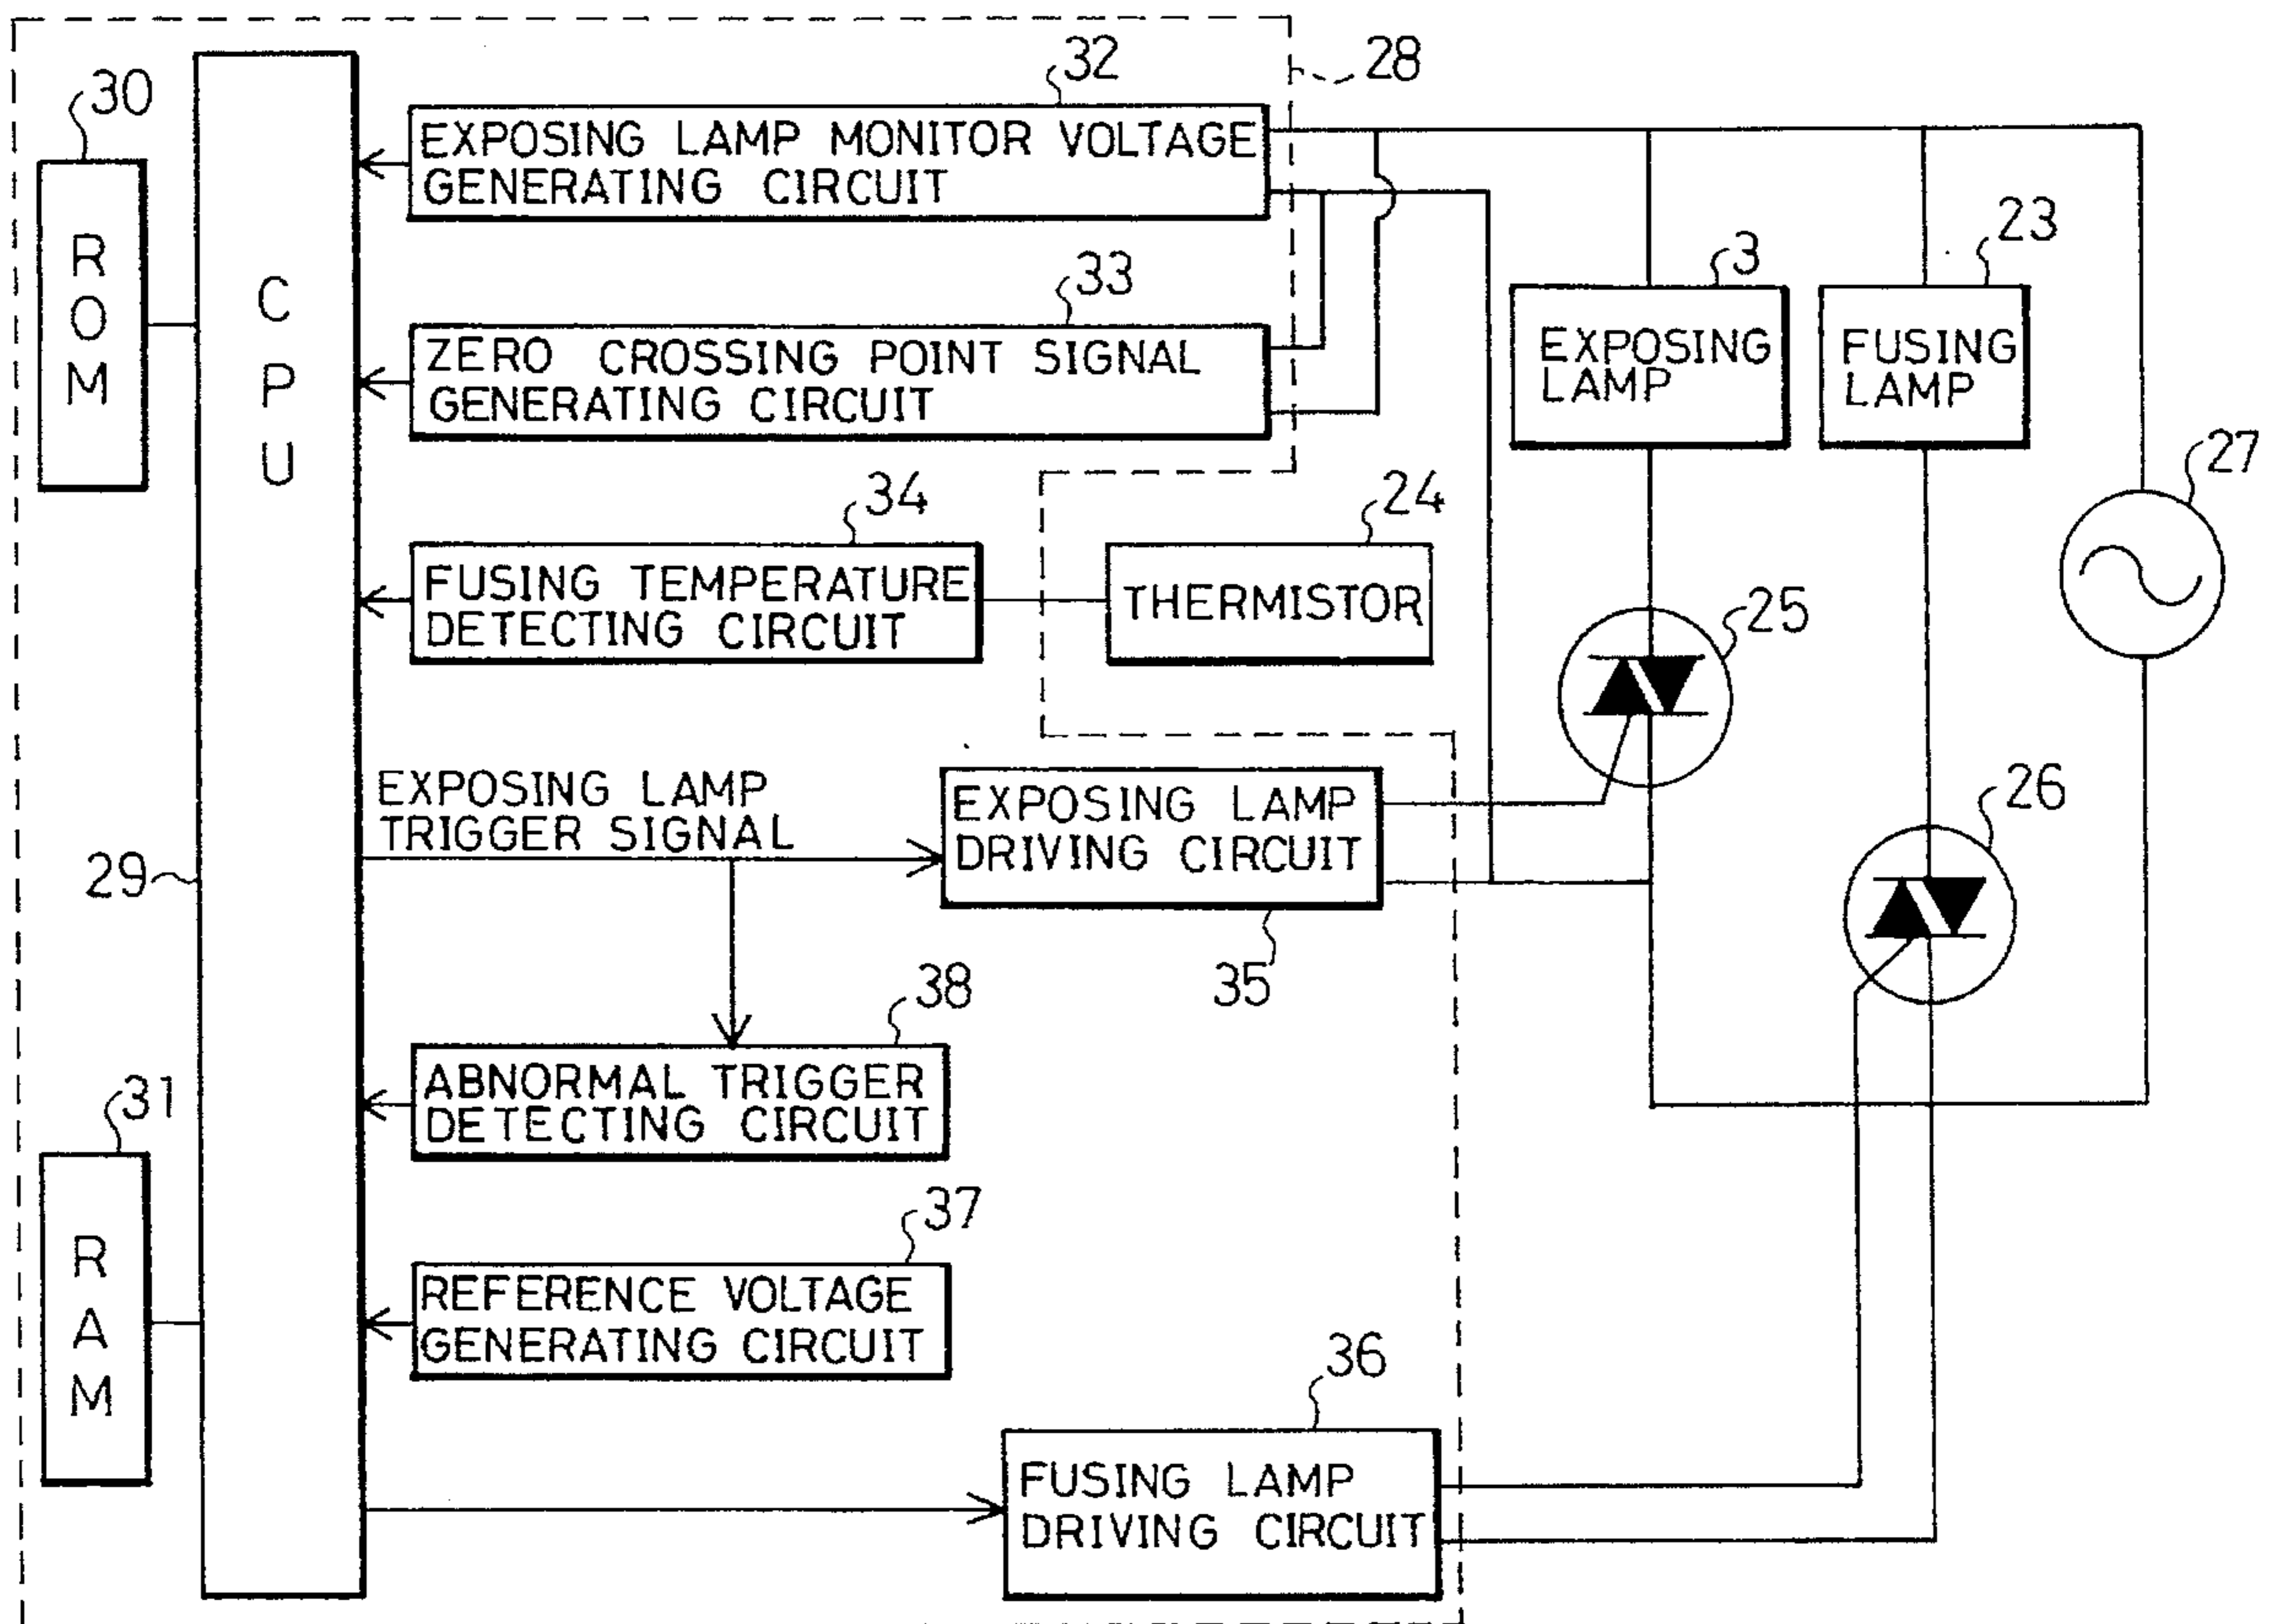 32
28
30
EXPOSING LAMP MONITOR VOLTAGE
GENERATING CIRCUIT
ROM
CPU
33
ZERO CROSSING POINT SIGNAL
GENERATING CIRCUIT
3
EXPOSING
LAMP
23
FUSING
LAMP
27
34
FUSING TEMPERATURE
DETECTING CIRCUIT
24
THERMISTOR
25
EXPOSING LAMP
TRIGGER SIGNAL
EXPOSING LAMP
DRIVING CIRCUIT
35
26
29
38
ABNORMAL TRIGGER
DETECTING CIRCUIT
31
RAM
37
REFERENCE VOLTAGE
GENERATING CIRCUIT
36
FUSING LAMP
DRIVING CIRCUIT